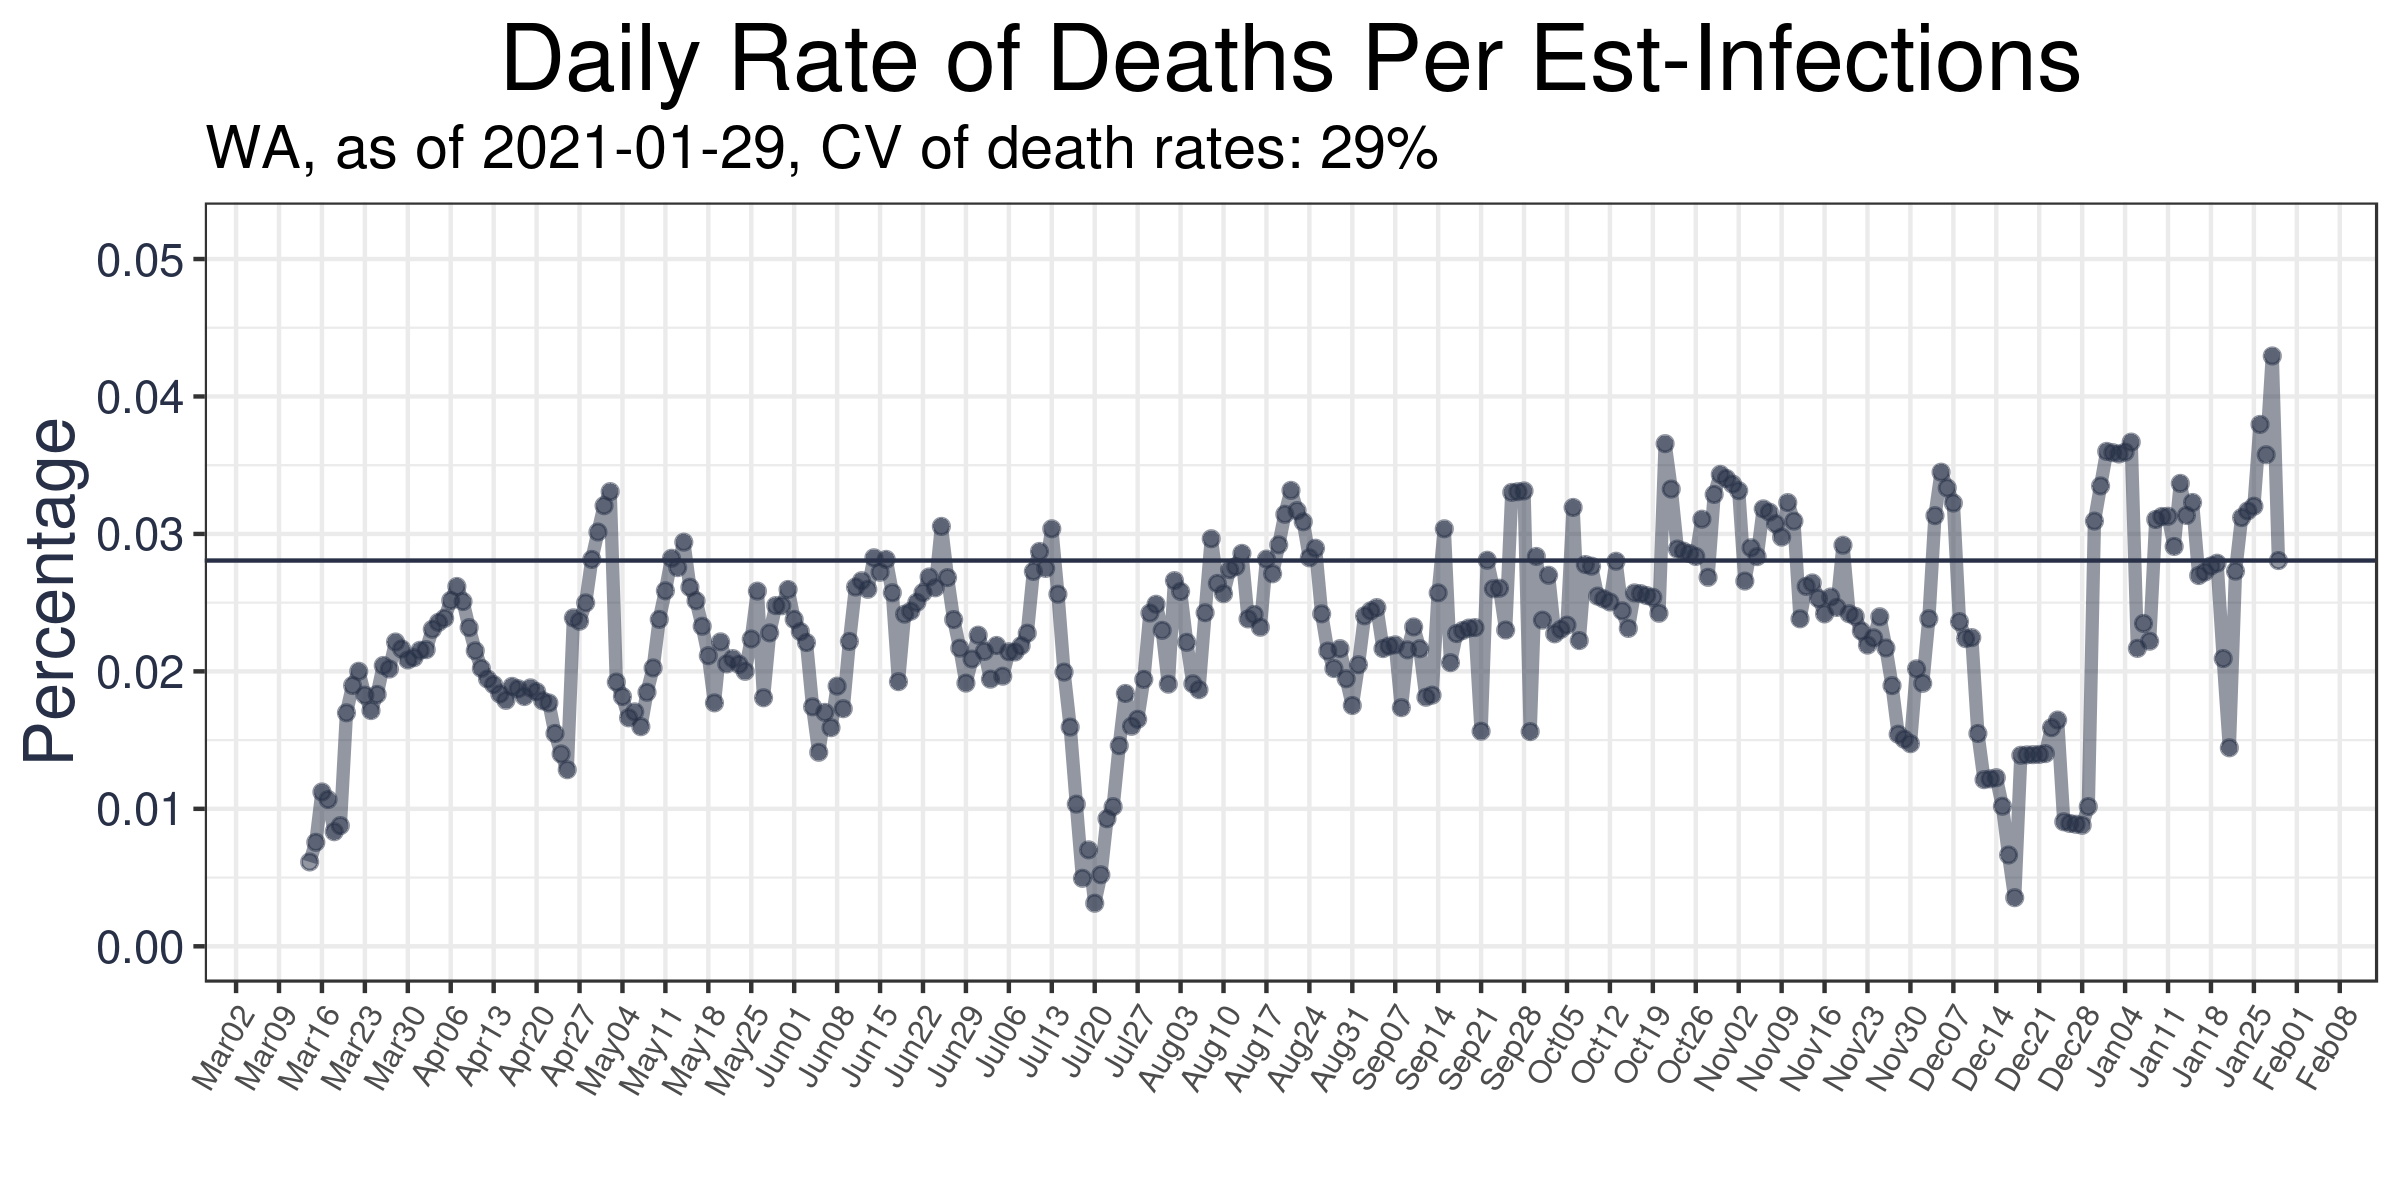 Daily Rate of Deaths Per Est-Infections
WA, as of 2021-01-29, CV of death rates: 29%
Percentage
0.05
0.04
0.03
0.02
0.01
0.00
Mar02
Mar09
Mar16
Mar23
Mar30
Apr06
Apr13
Apr20
Apr27
May04
May11
May18
May25
Jun01
Jun08
Jun15
Jun22
Jun29
Jul06
Jul13
Jul20
Jul27
Aug03
Aug10
Aug17
Aug24
Aug31
Sep07
Sep14
Sep21
Sep28
Oct05
Oct12
Oct19
Oct26
Nov02
Nov09
Nov16
Nov23
Nov30
Dec07
Dec14
Dec21
Dec28
Jan04
Jan11
Jan18
Jan25
Feb01
Feb08